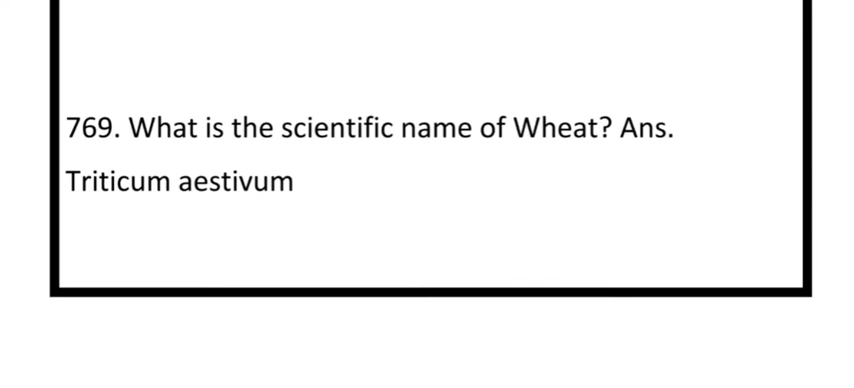 769. What is the scientific name of Wheat? Ans.
Triticum aestivum